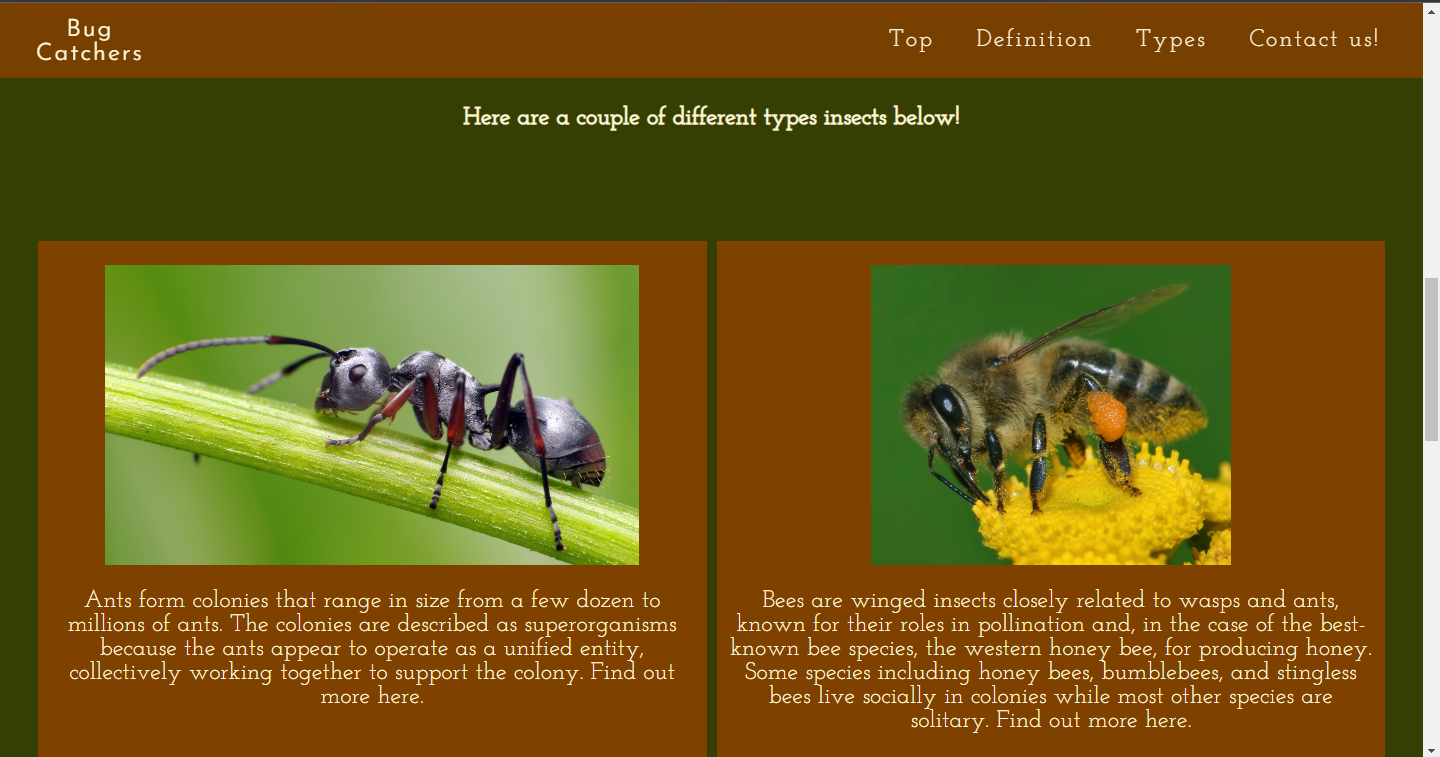 Bug
Catchers
Top Definition Types Contact us!
Here are a couple of different types insects below!
Ants form colonies that range in size from a few dozen to
millions of ants. The colonies are described as superorganisms
because the ants appear to operate as a unified entity,
collectively working together to support the colony. Find out
more here.
Bees are winged insects closely related to wasps and ants,
known for their roles in pollination and, in the case of the best-
known bee species, the western honey bee, for producing honey.
Some species including honey bees, bumblebees, and stingless
bees live socially in colonies while most other species are
solitary. Find out more here.